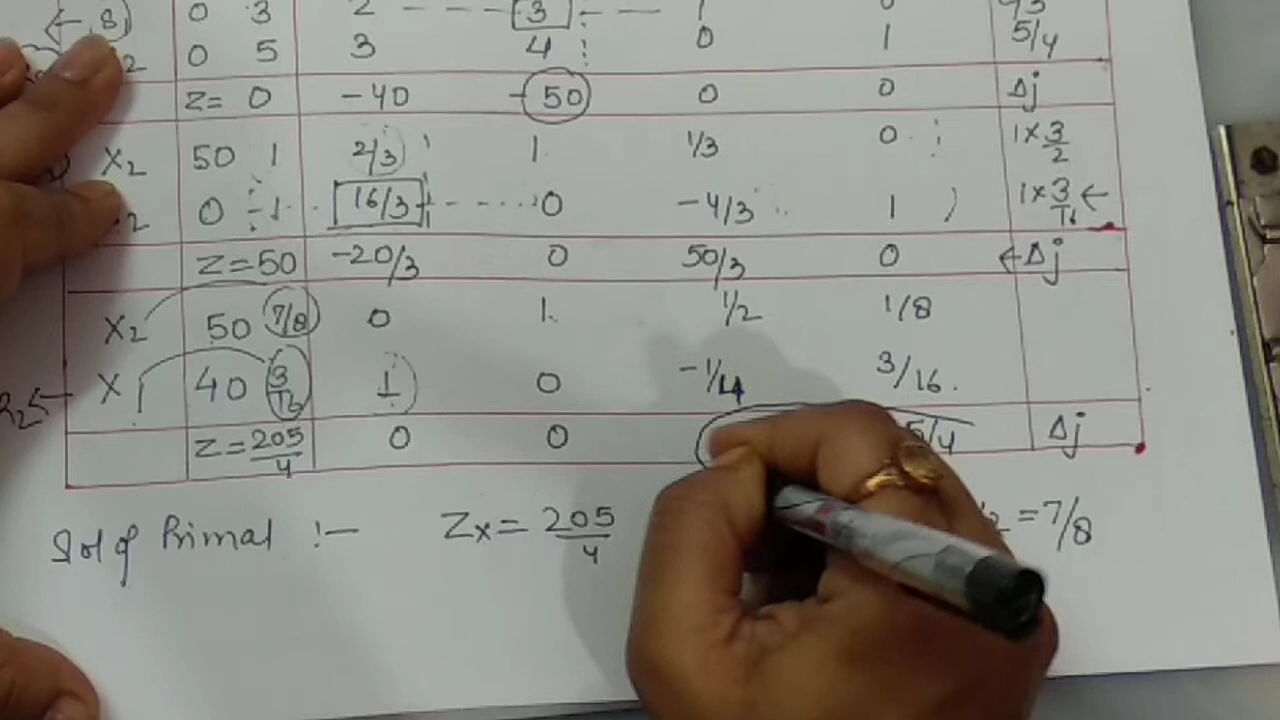 ← 8 0 3 2 3 1
0 5 3 4 0 1 5/4
Z= 0 -40 -50 0 0 Δj
X2 50 1 2/3 1 1/3 0 1×3/2
2 0 1 16/3 0 -4/3 1 1×3/16 ←
Z=50 -20/3 0 50/3 0 ←Δj
X2 50 7/8 0 1 1/2 1/8
X1 40 3/16 1 0 -1/4 3/16
Z=205/4 0 0 5/4 Δj
Sol of Primal :- Zx = 205/4 2 = 7/8